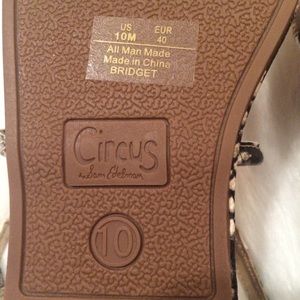 US EUR
10M 40
All Man Made
Made in China
BRIDGET
Circus
by Sam Edelman
10